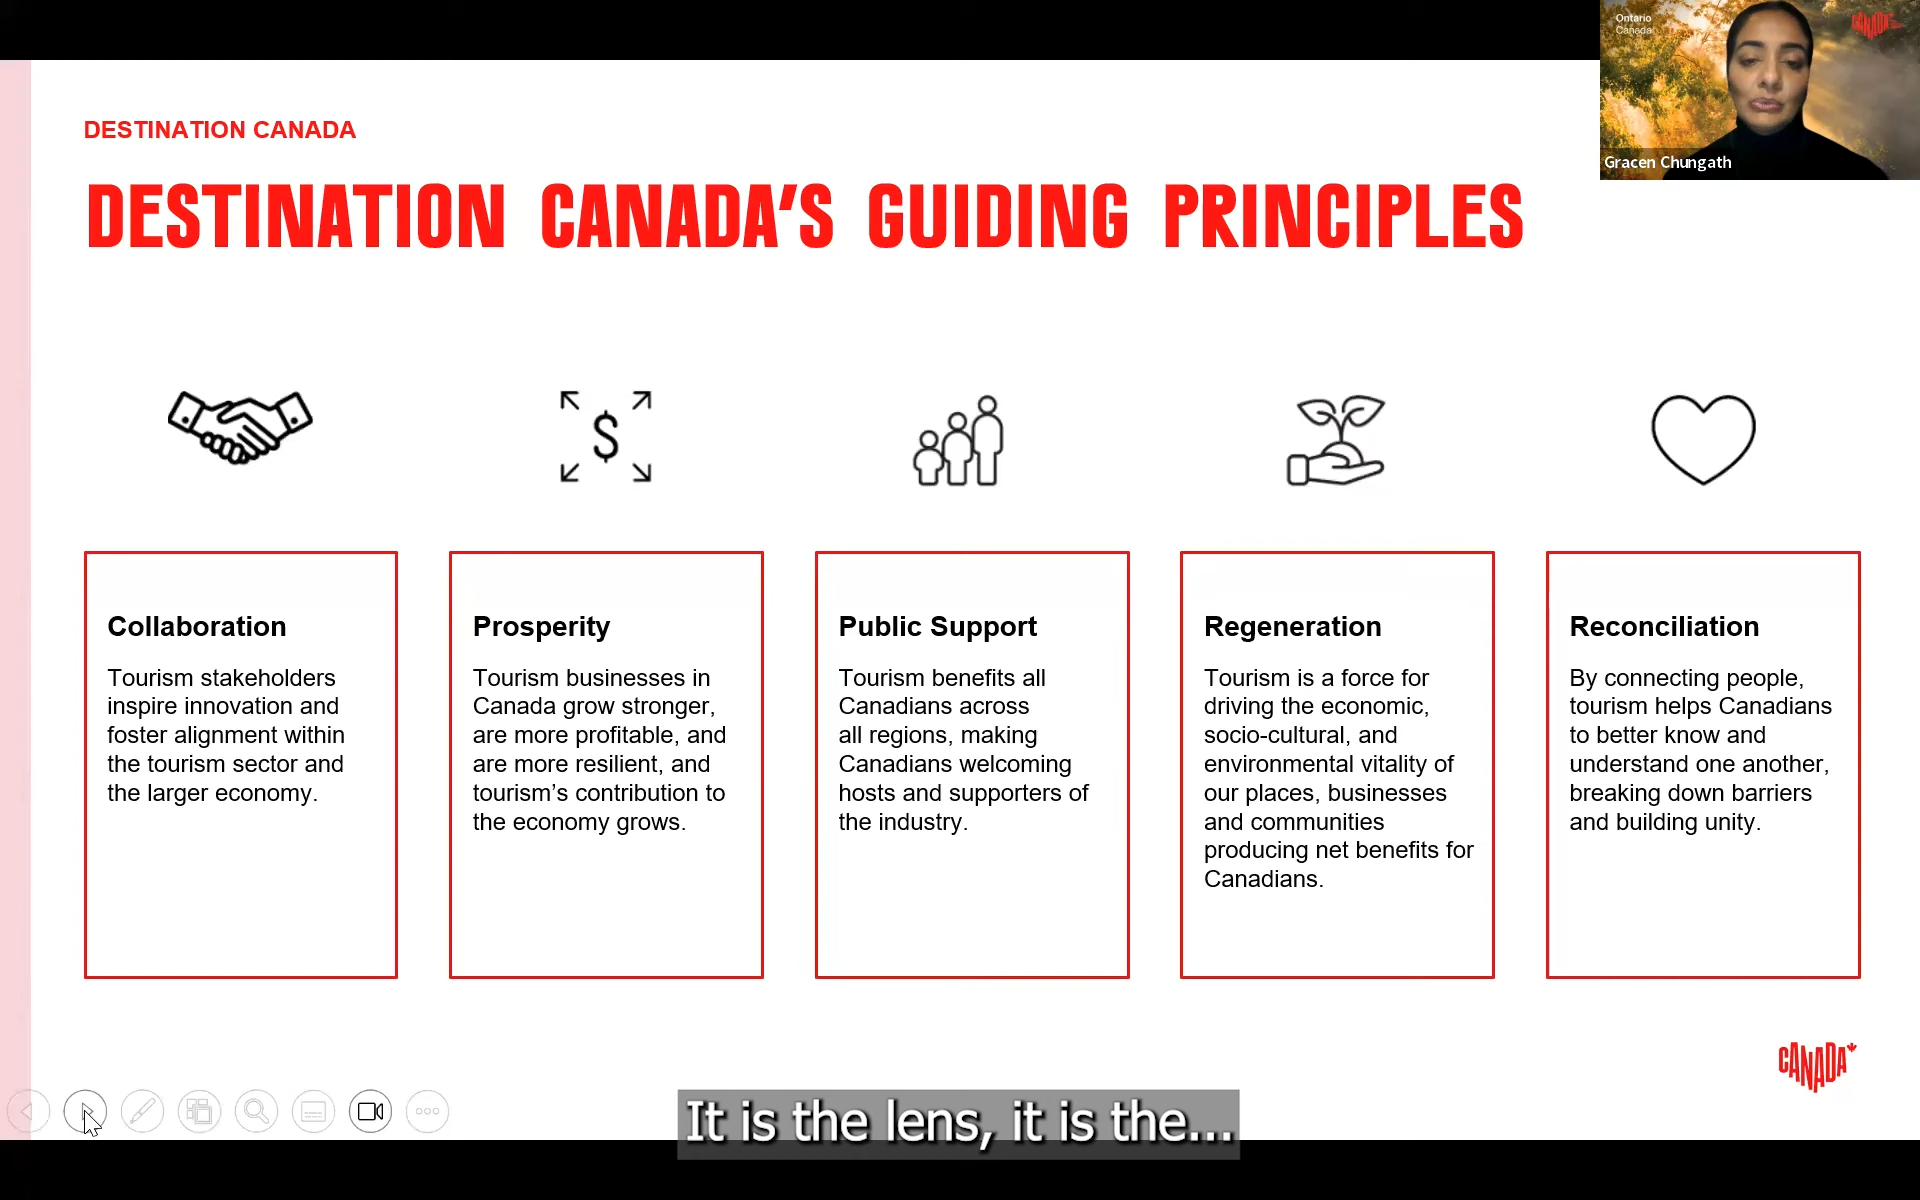 Ontario
Canada
CANADA
Gracen Chungath
DESTINATION CANADA
DESTINATION CANADA’S GUIDING PRINCIPLES
$
Collaboration
Tourism stakeholders
inspire innovation and
foster alignment within
the tourism sector and
the larger economy.
Prosperity
Tourism businesses in
Canada grow stronger,
are more profitable, and
are more resilient, and
tourism’s contribution to
the economy grows.
Public Support
Tourism benefits all
Canadians across
all regions, making
Canadians welcoming
hosts and supporters of
the industry.
Regeneration
Tourism is a force for
driving the economic,
socio-cultural, and
environmental vitality of
our places, businesses
and communities
producing net benefits for
Canadians.
Reconciliation
By connecting people,
tourism helps Canadians
to better know and
understand one another,
breaking down barriers
and building unity.
CANADA
It is the lens, it is the...